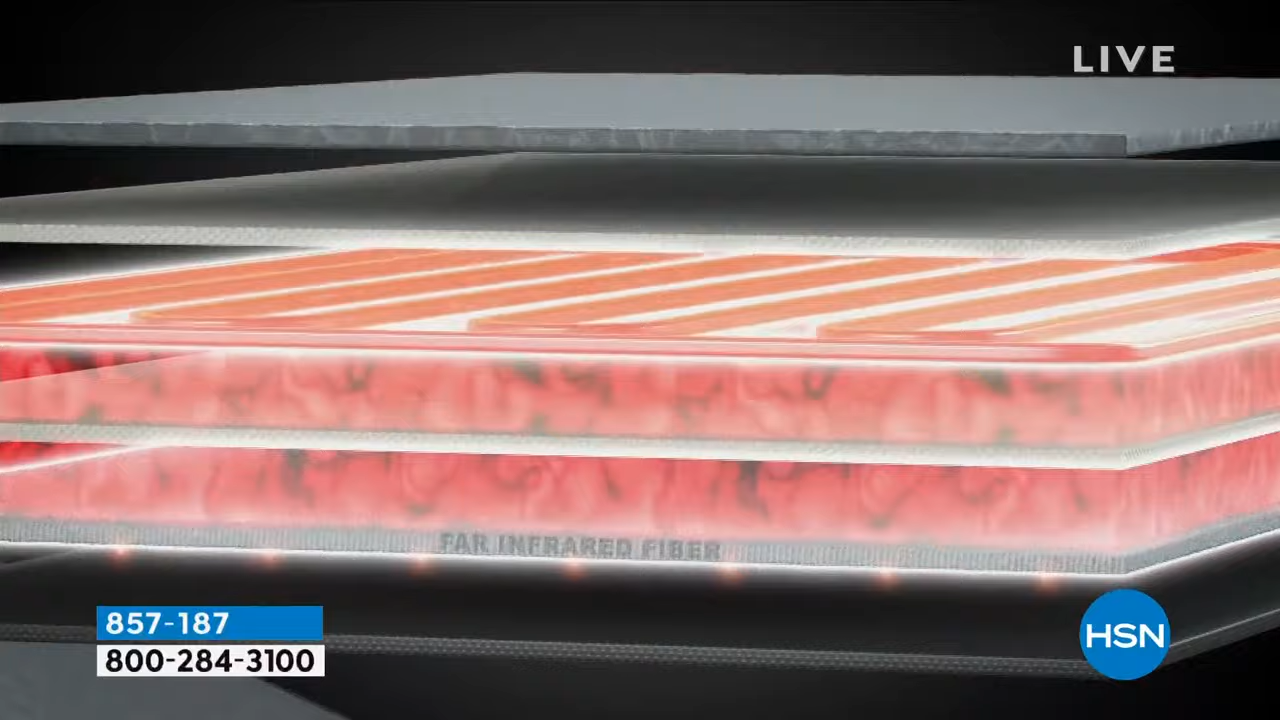 LIVE
FAR INFRARED FIBER
857-187
800-284-3100
HSN